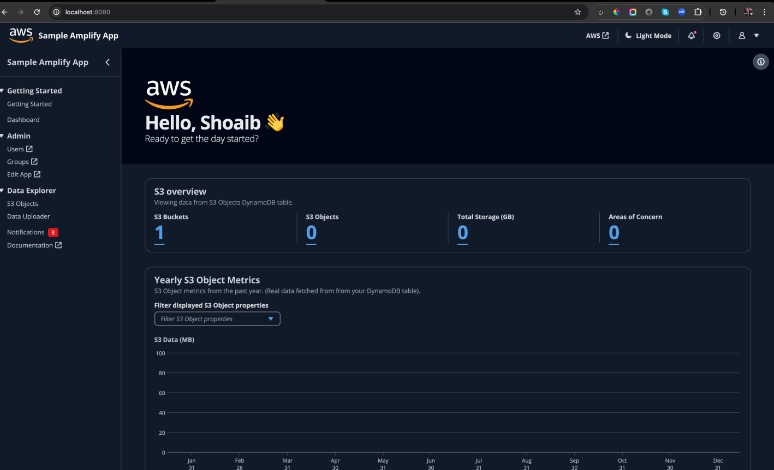 localhost:8080
aws Sample Amplify App
AWS
Light Mode
Sample Amplify App
Getting Started
Getting Started
Dashboard
Admin
Users
Groups
Edit App
Data Explorer
S3 Objects
Data Uploader
Notifications 8
Documentation
aws
Hello, Shoaib 👋
Ready to get the day started?
S3 overview
Viewing data from S3 Objects DynamoDB table.
S3 Buckets S3 Objects Total Storage (GB) Areas of Concern
1 0 0 0
Yearly S3 Object Metrics
S3 Object metrics from the past year. (Real data fetched from from your DynamoDB table).
Filter displayed S3 Object properties
Filter S3 Object properties
S3 Data (MB)
100
80
60
40
20
0
Jan Feb Mar Apr May Jun Jul Aug Sep Oct Nov Dec
31 28 31 30 31 30 31 31 30 31 30 31